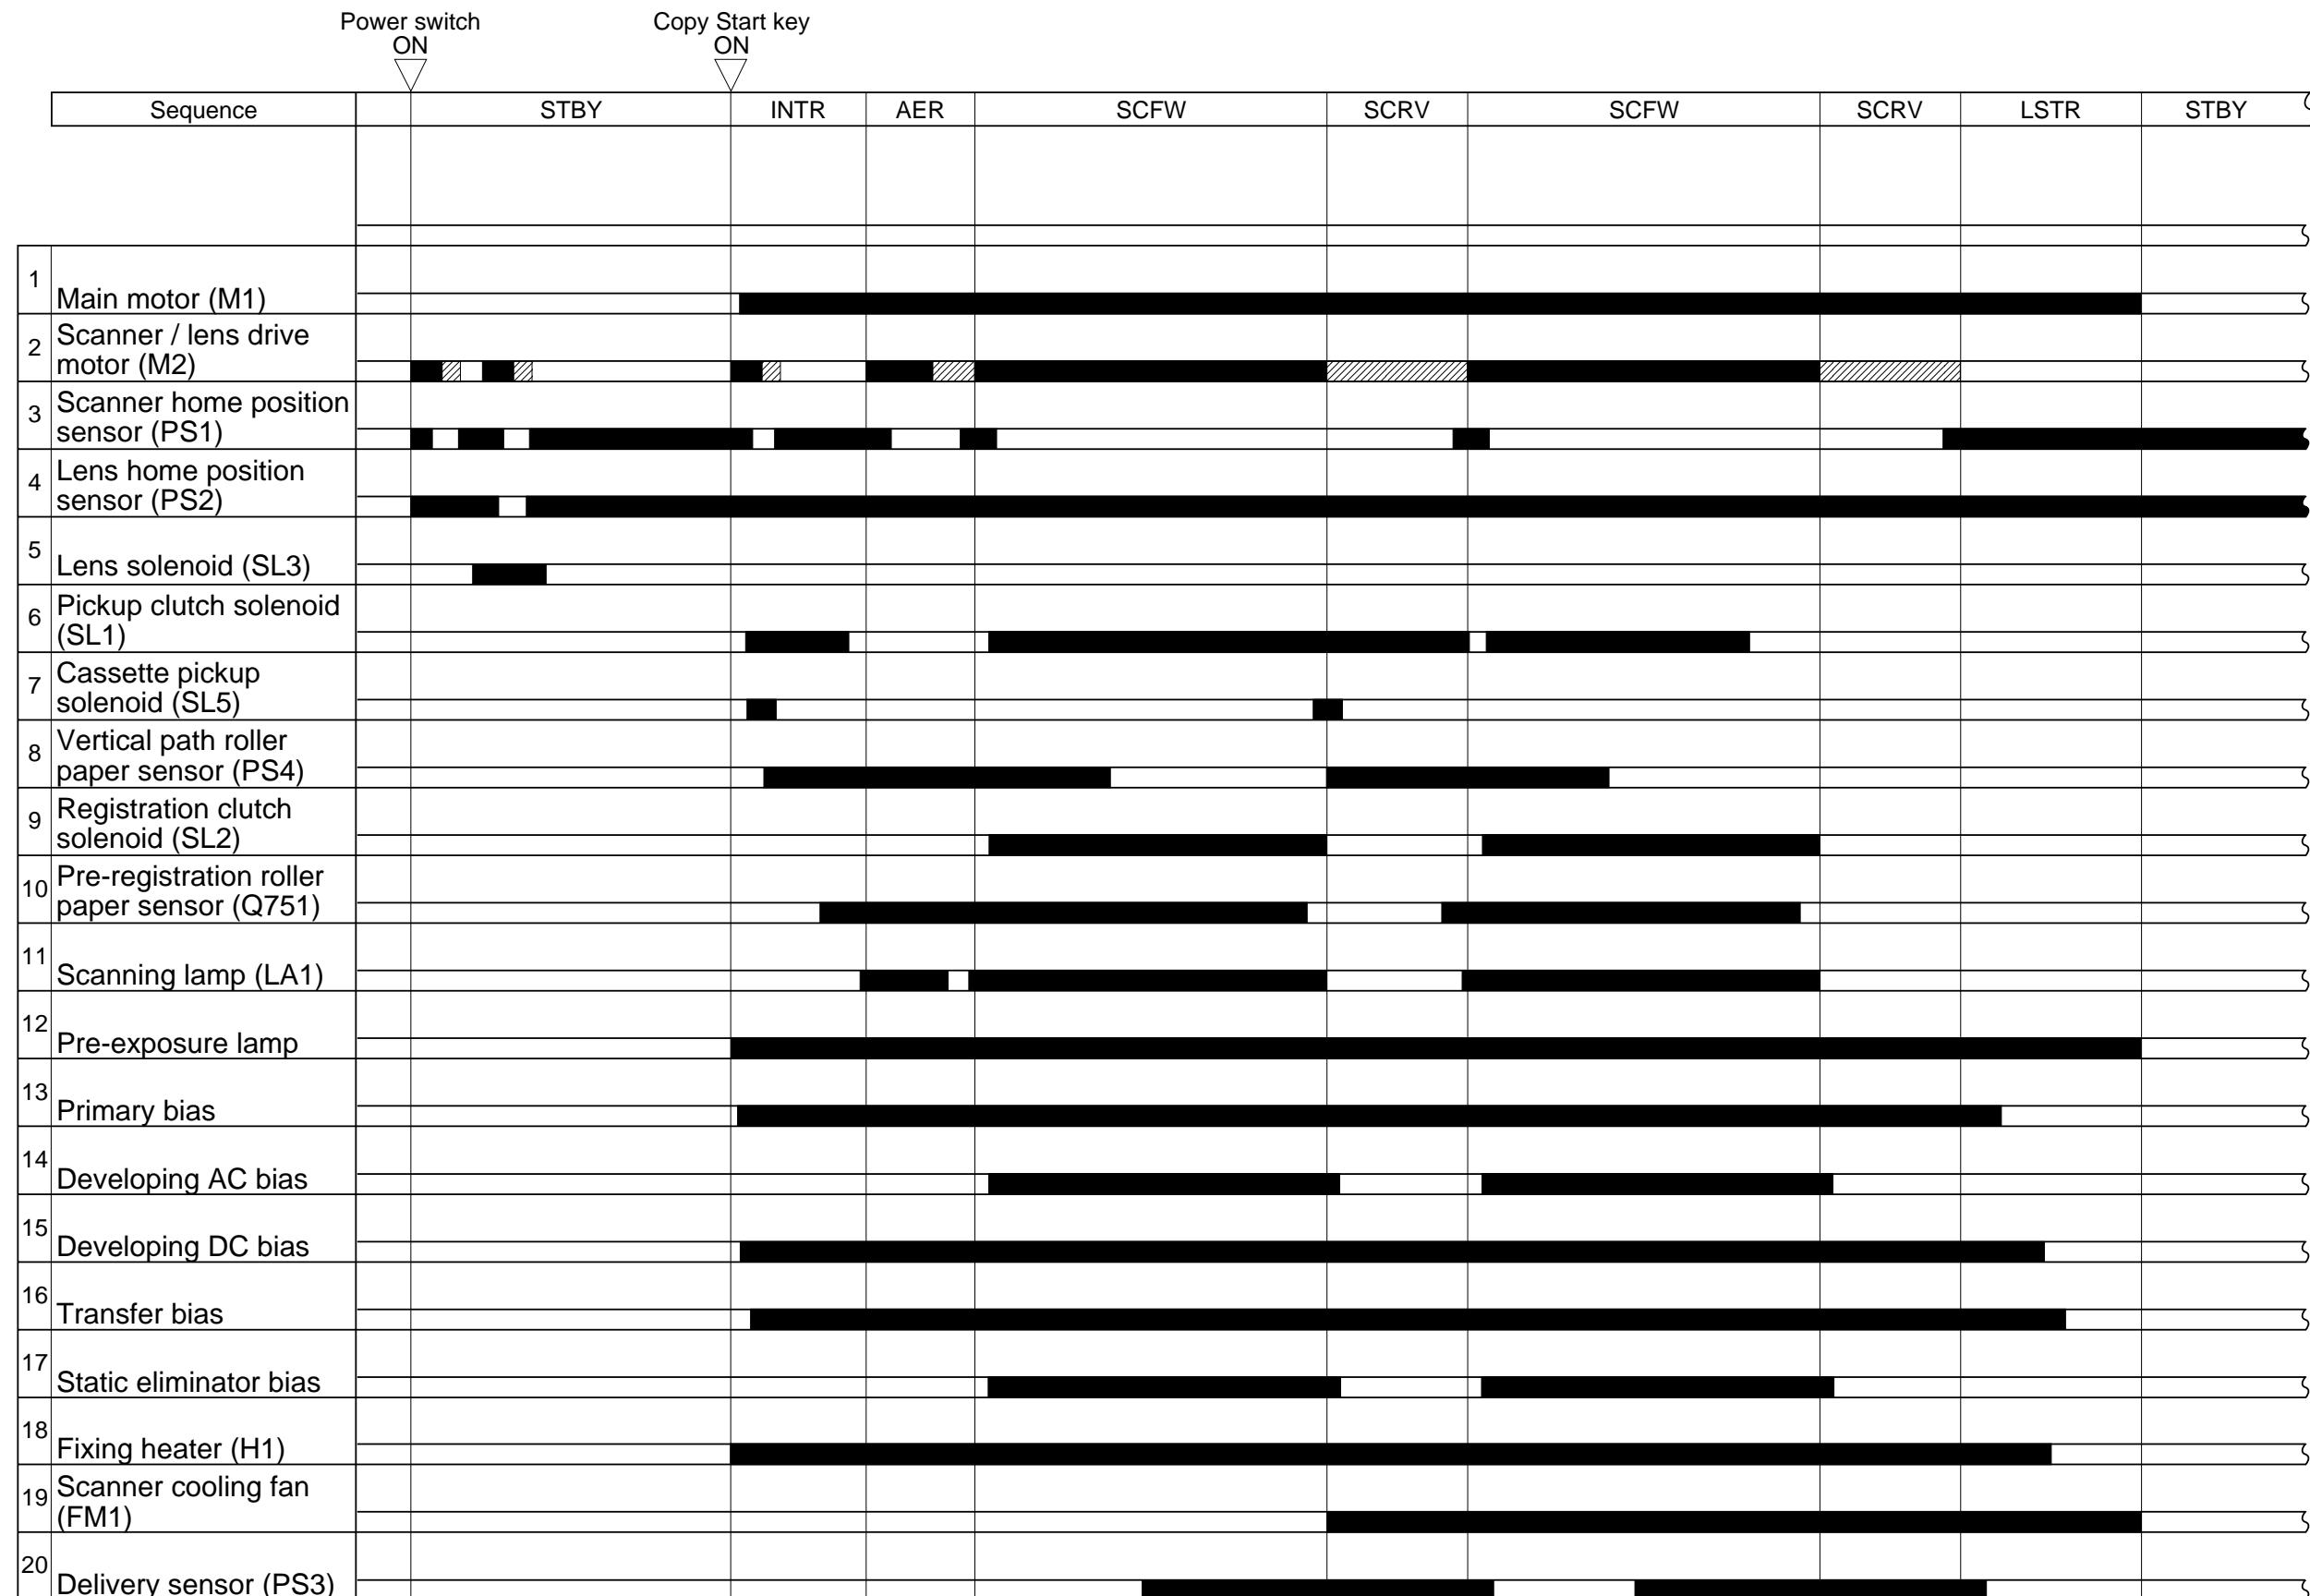 Power switch
ON
Copy Start key
ON
Sequence STBY INTR AER SCFW SCRV SCFW SCRV LSTR STBY
1 Main motor (M1)
2 Scanner / lens drive
motor (M2)
3 Scanner home position
sensor (PS1)
4 Lens home position
sensor (PS2)
5 Lens solenoid (SL3)
6 Pickup clutch solenoid
(SL1)
7 Cassette pickup
solenoid (SL5)
8 Vertical path roller
paper sensor (PS4)
9 Registration clutch
solenoid (SL2)
10 Pre-registration roller
paper sensor (Q751)
11 Scanning lamp (LA1)
12 Pre-exposure lamp
13 Primary bias
14 Developing AC bias
15 Developing DC bias
16 Transfer bias
17 Static eliminator bias
18 Fixing heater (H1)
19 Scanner cooling fan
(FM1)
20 Delivery sensor (PS3)